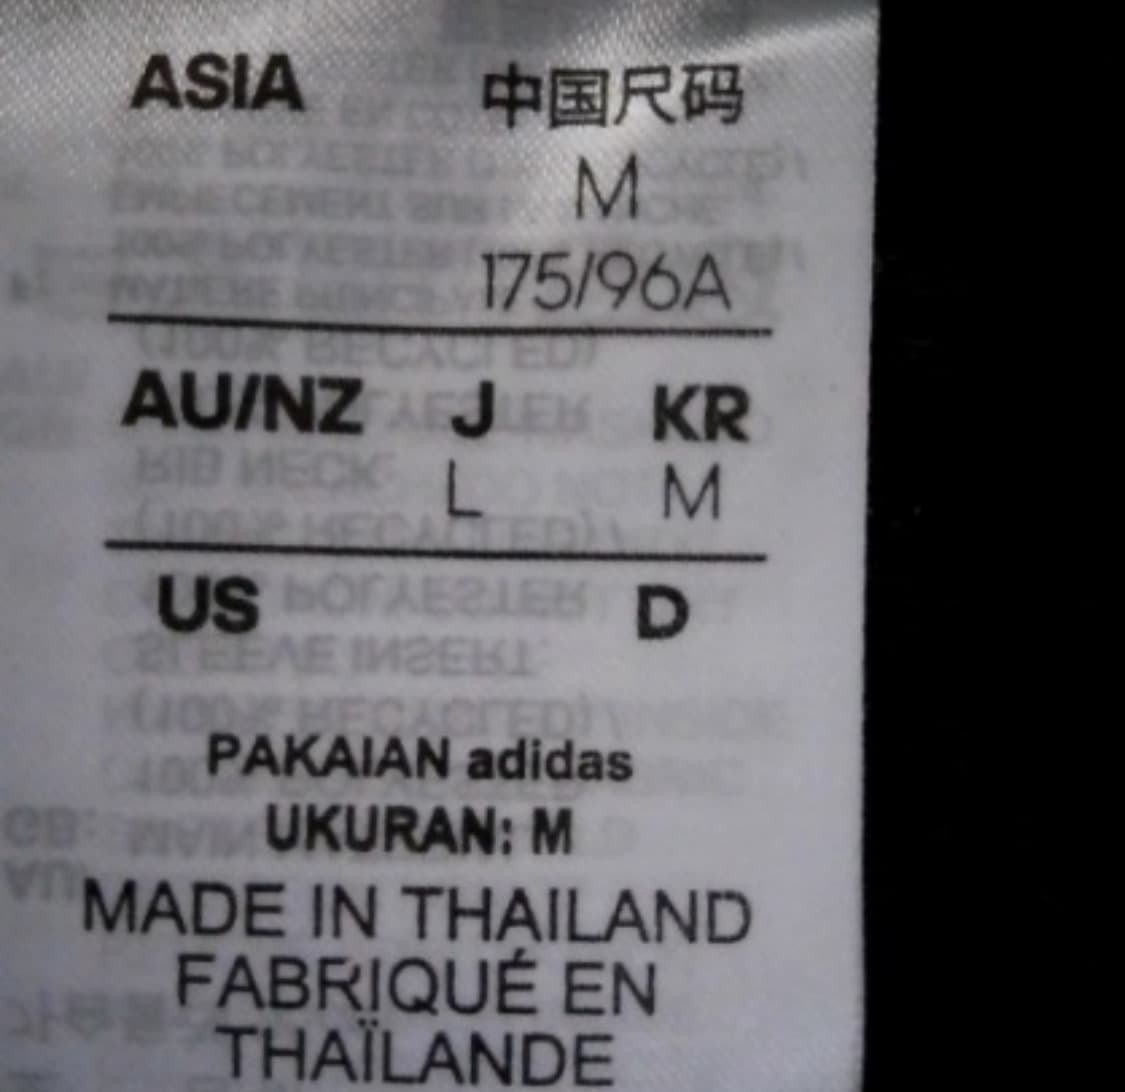 ASIA 中国尺码
M
175/96A
AU/NZ J KR
L M
US D
PAKAIAN adidas
UKURAN: M
MADE IN THAILAND
FABRIQUÉ EN
THAÏLANDE